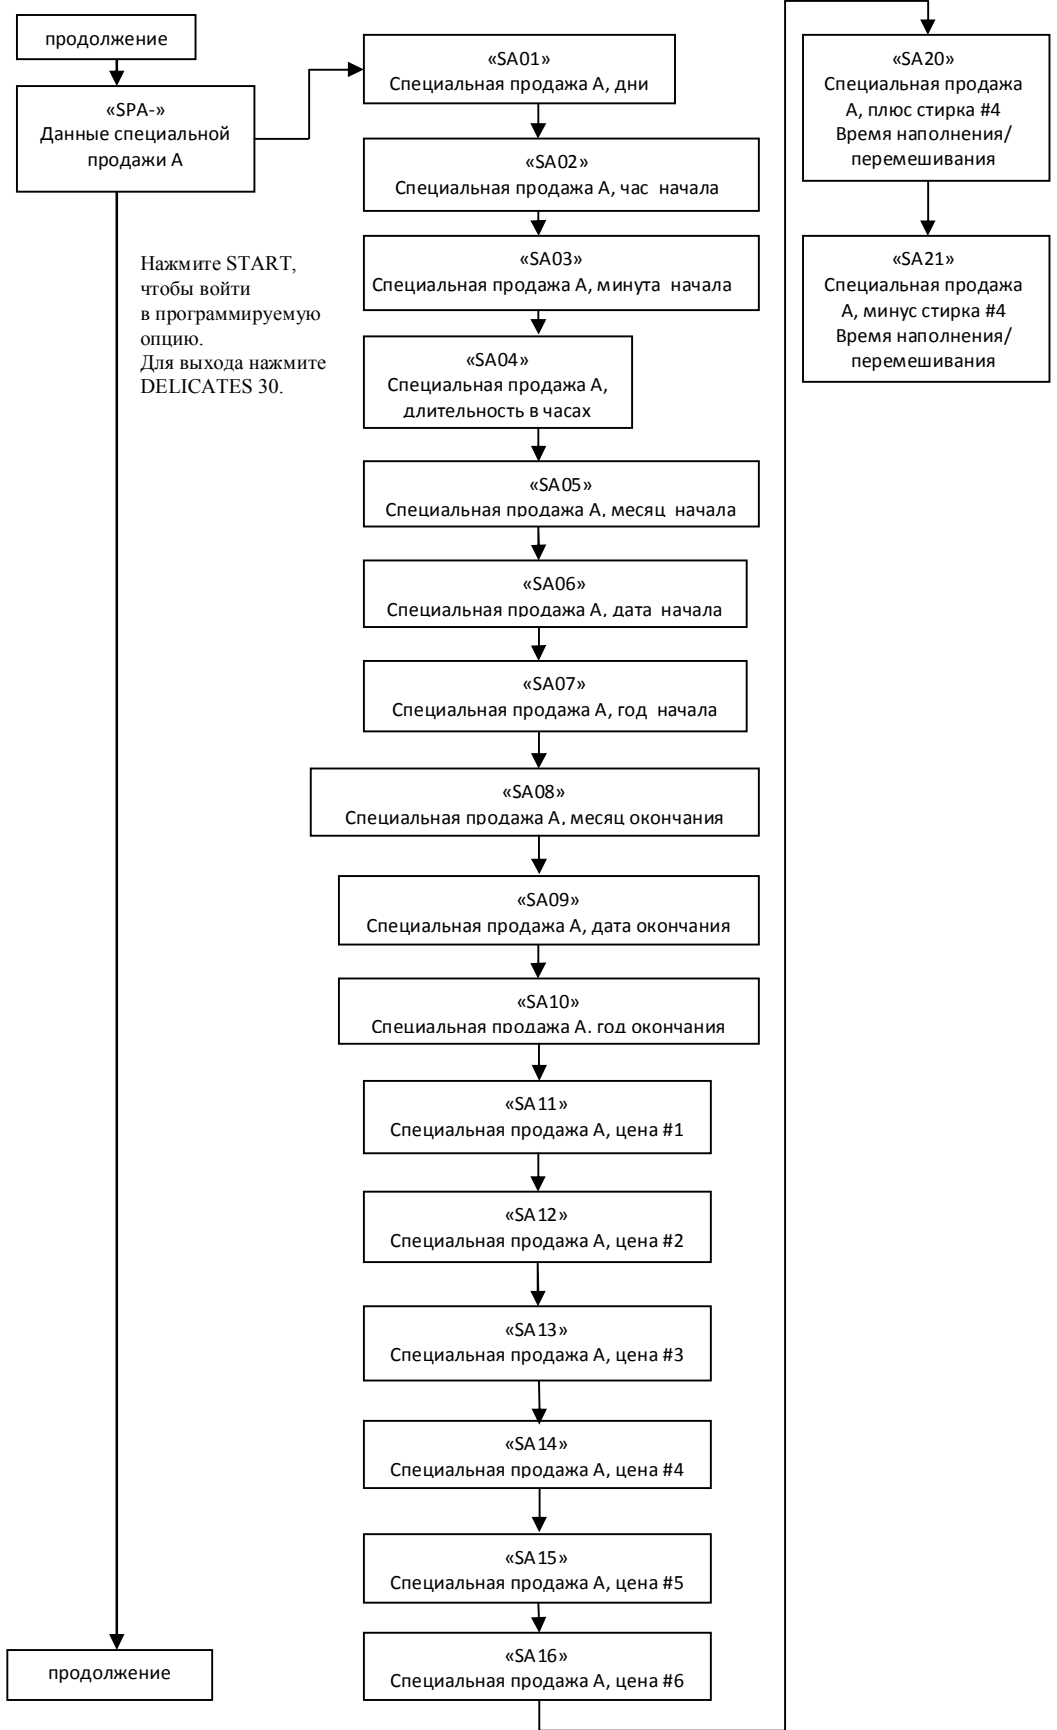 продолжение
«SPA-»
Данные специальной
продажи А
Нажмите START,
чтобы войти
в программируемую
опцию.
Для выхода нажмите
DELICATES 30.
продолжение
«SA01»
Специальная продажа А, дни
«SA02»
Специальная продажа А, час начала
«SA03»
Специальная продажа А, минута начала
«SA04»
Специальная продажа А,
длительность в часах
«SA05»
Специальная продажа А, месяц начала
«SA06»
Специальная продажа А, дата начала
«SA07»
Специальная продажа А, год начала
«SA08»
Специальная продажа А, месяц окончания
«SA09»
Специальная продажа А, дата окончания
«SA10»
Специальная продажа А, год окончания
«SA11»
Специальная продажа А, цена #1
«SA12»
Специальная продажа А, цена #2
«SA13»
Специальная продажа А, цена #3
«SA14»
Специальная продажа А, цена #4
«SA15»
Специальная продажа А, цена #5
«SA16»
Специальная продажа А, цена #6
«SA20»
Специальная продажа
А, плюс стирка #4
Время наполнения/
перемешивания
«SA21»
Специальная продажа
А, минус стирка #4
Время наполнения/
перемешивания